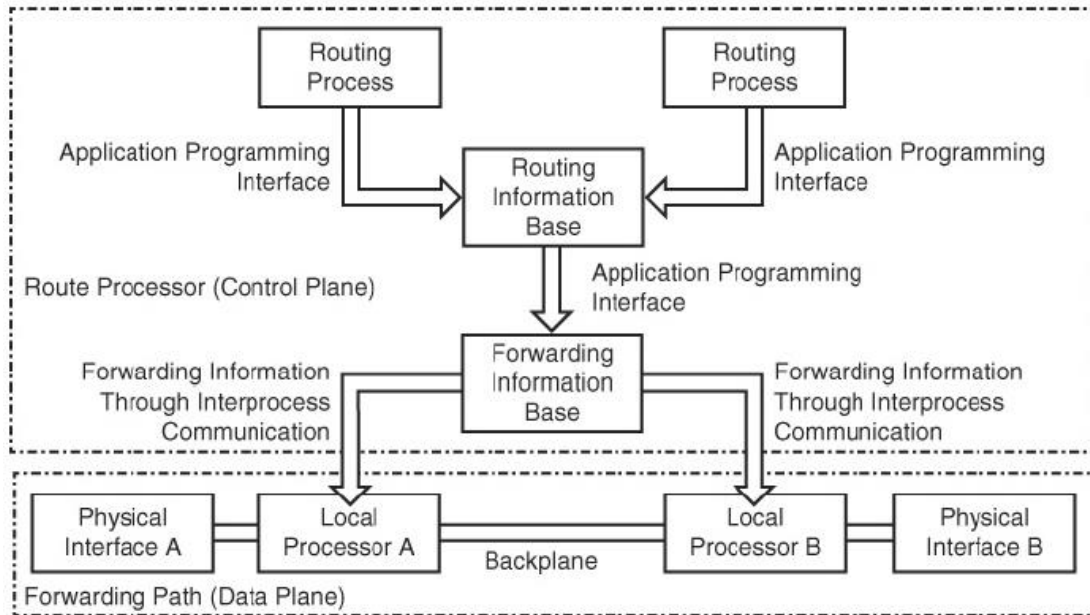 Routing
Process
Routing
Process
Application Programming
Interface
Routing
Information
Base
Application Programming
Interface
Application Programming
Interface
Route Processor (Control Plane)
Forwarding Information
Through Interprocess
Communication
Forwarding
Information
Base
Forwarding Information
Through Interprocess
Communication
Physical
Interface A
Local
Processor A
Backplane
Local
Processor B
Physical
Interface B
Forwarding Path (Data Plane)